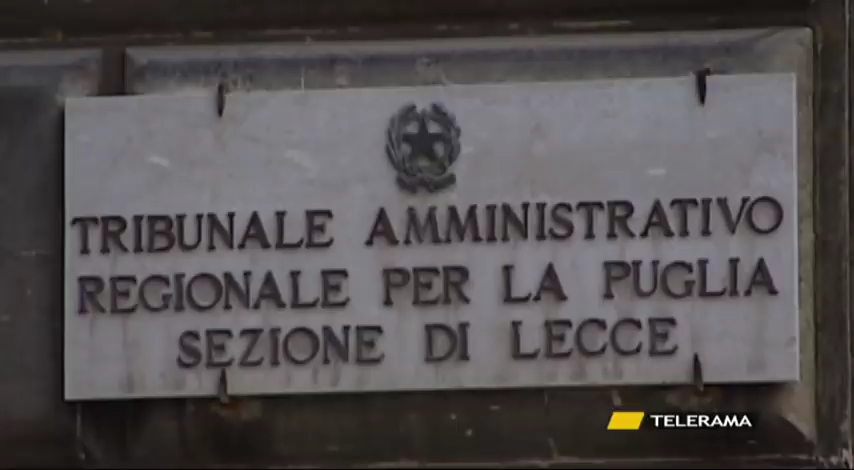 TRIBUNALE AMMINISTRATIVO
REGIONALE PER LA PUGLIA
SEZIONE DI LECCE
TELERAMA